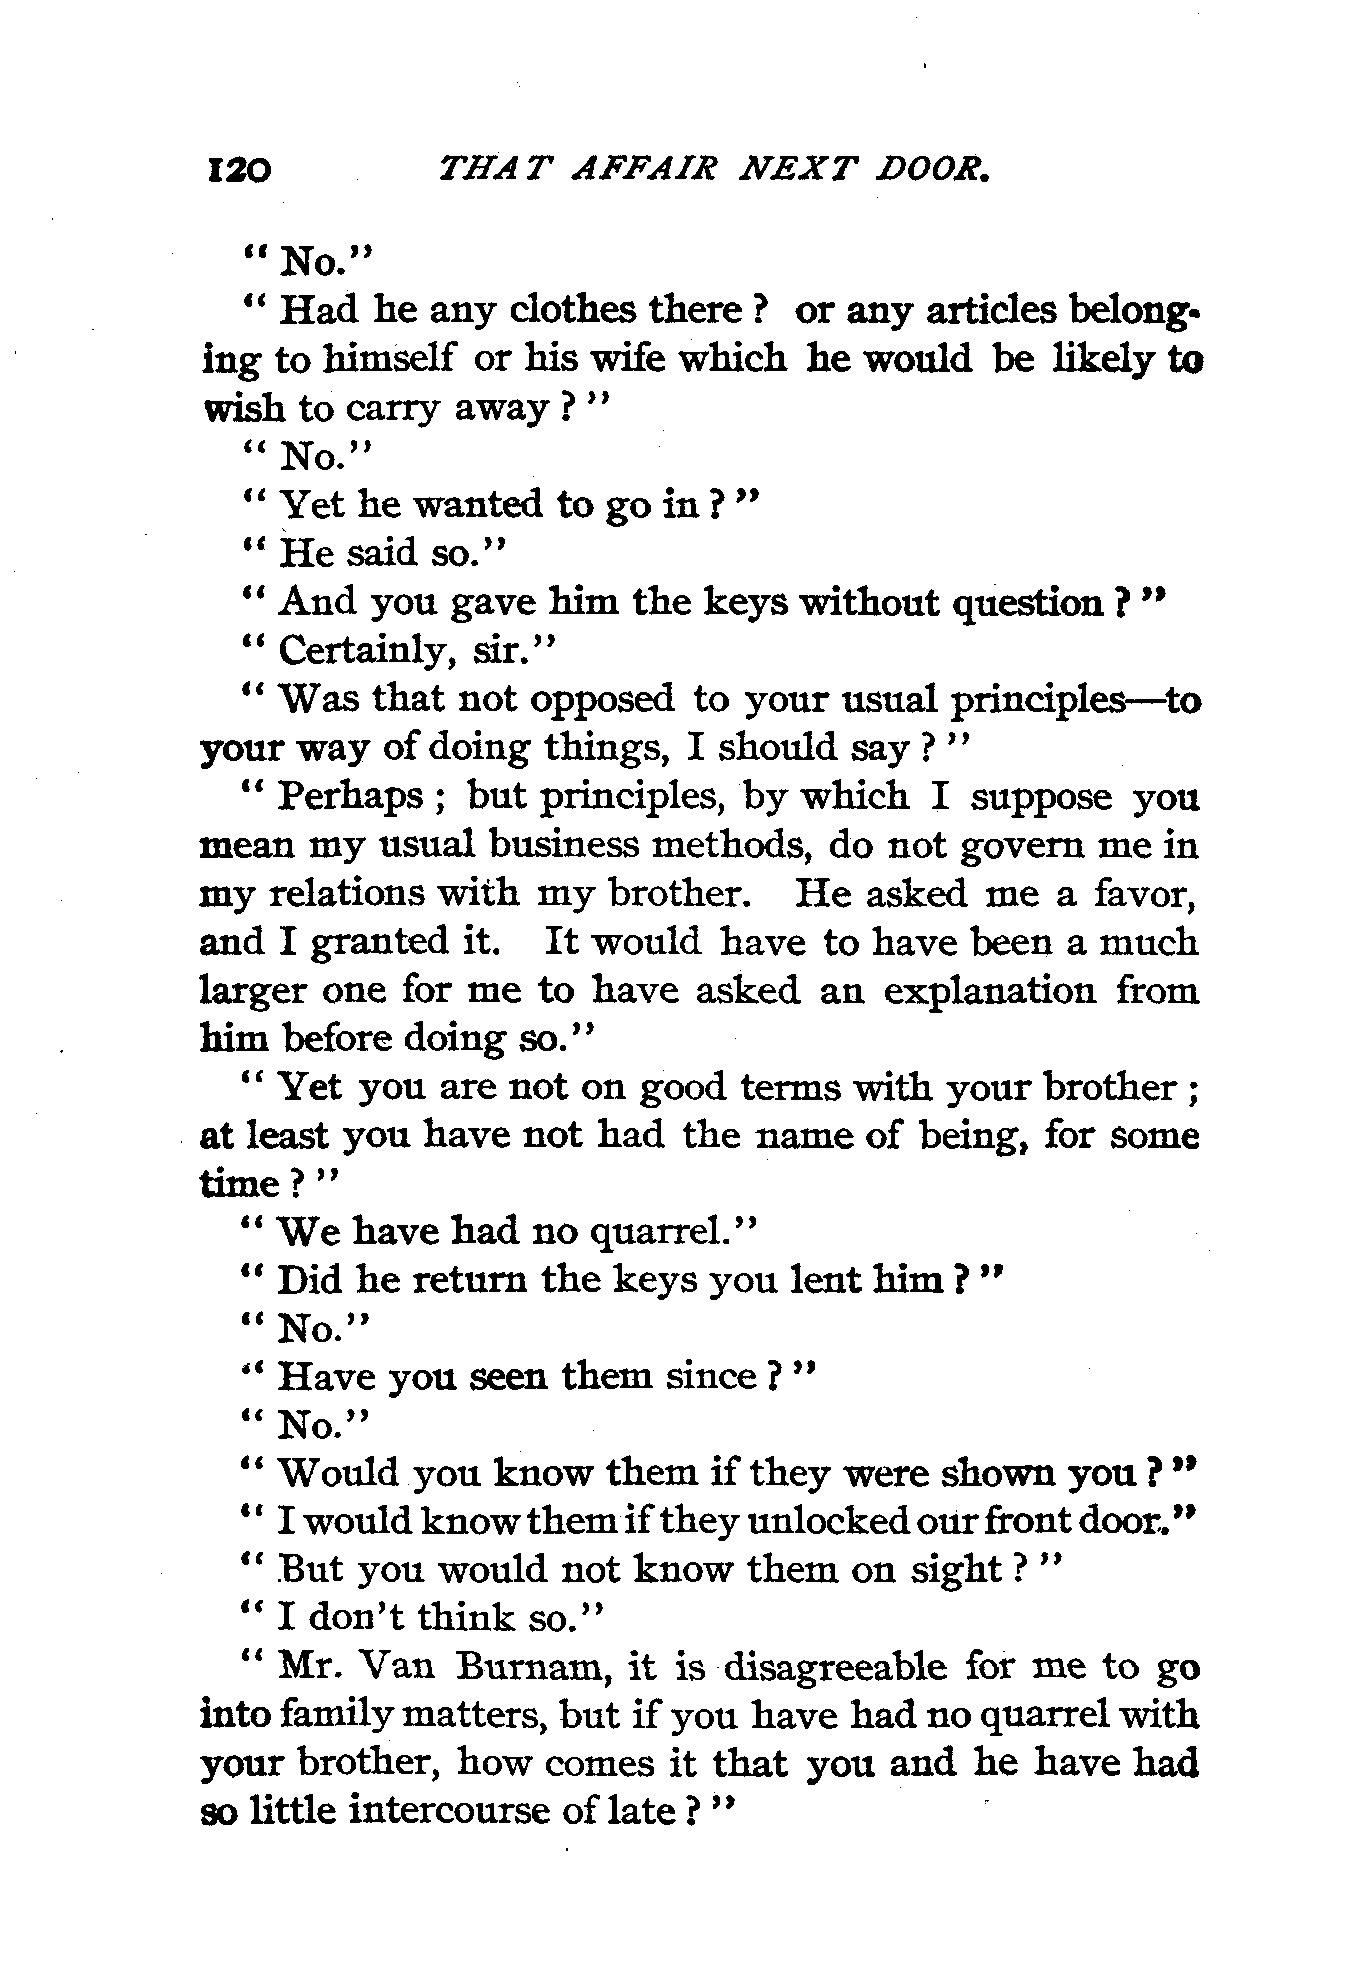 120 THAT AFFAIR NEXT DOOR.
“ No.”
“ Had he any clothes there ? or any articles belong-
ing to himself or his wife which he would be likely to
wish to carry away ? ”
“ No.”
“ Yet he wanted to go in ? ”
“ He said so.”
“ And you gave him the keys without question ? ”
“ Certainly, sir.”
“ Was that not opposed to your usual principles—to
your way of doing things, I should say ? ”
“ Perhaps ; but principles, by which I suppose you
mean my usual business methods, do not govern me in
my relations with my brother. He asked me a favor,
and I granted it. It would have to have been a much
larger one for me to have asked an explanation from
him before doing so.”
“ Yet you are not on good terms with your brother ;
at least you have not had the name of being, for some
time ? ”
“ We have had no quarrel.”
“ Did he return the keys you lent him ? ”
“ No.”
“ Have you seen them since ? ”
“ No.”
“ Would you know them if they were shown you ? ”
“ I would know them if they unlocked our front door.”
“ But you would not know them on sight ? ”
“ I don’t think so.”
“ Mr. Van Burnam, it is disagreeable for me to go
into family matters, but if you have had no quarrel with
your brother, how comes it that you and he have had
so little intercourse of late ? ”